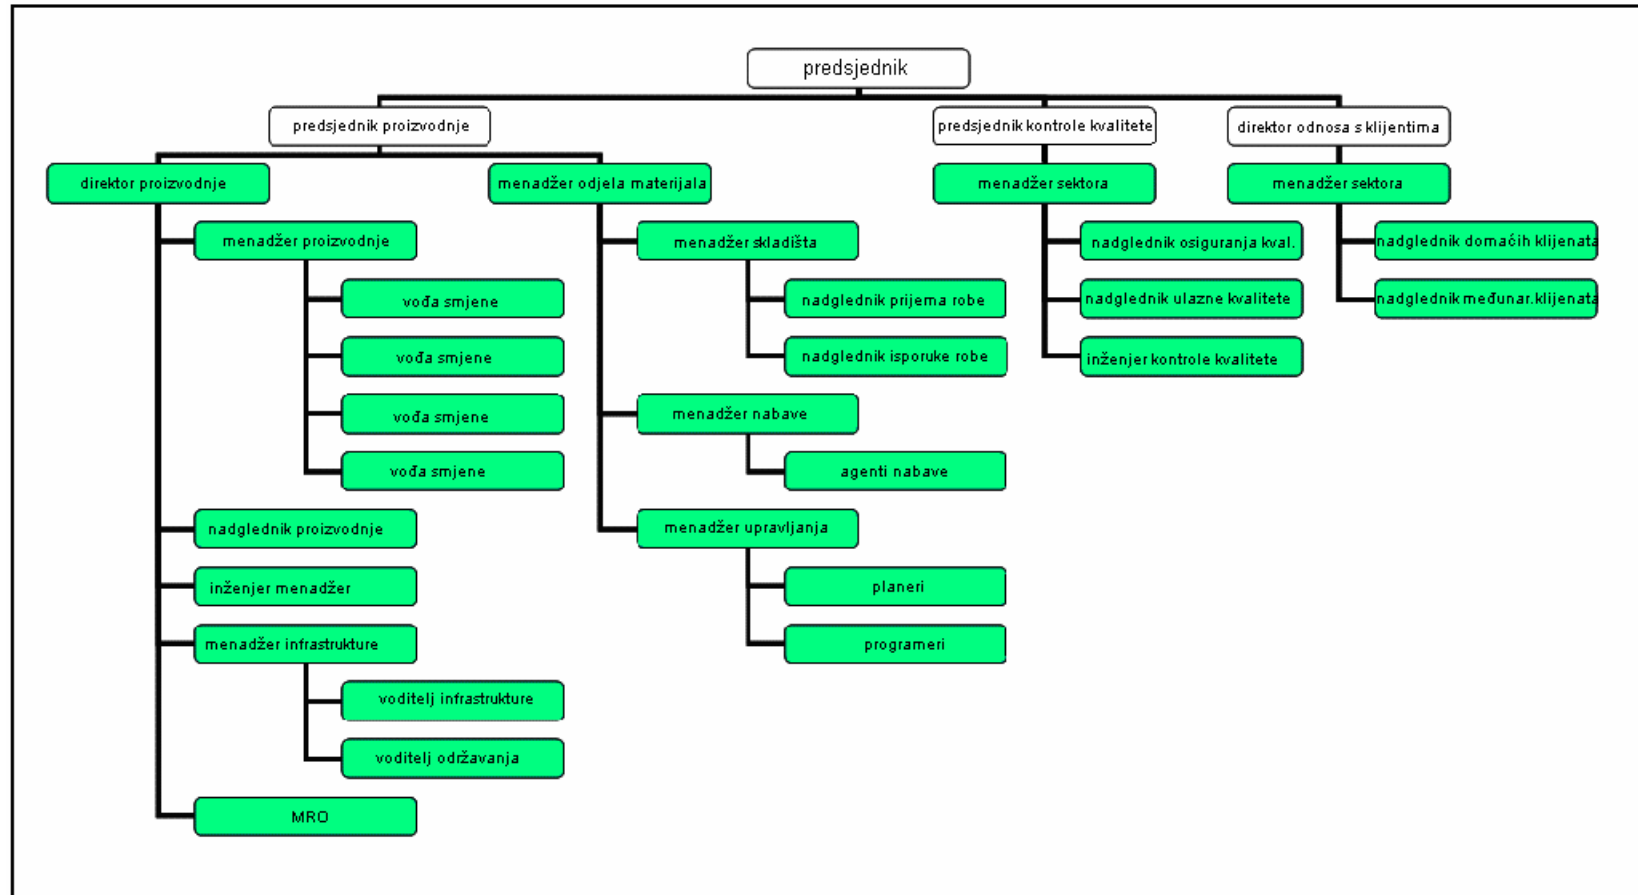 predsjednik
predsjednik proizvodnje
predsjednik kontrole kvalitete
direktor odnosa s klijentima
direktor proizvodnje
menadžer odjela materijala
menadžer sektora
menadžer sektora
menadžer proizvodnje
menadžer skladišta
nadglednik osiguranja kval.
nadglednik domaćih klijenata
vođa smjene
nadglednik prijema robe
nadglednik ulazne kvalitete
nadglednik međunar.klijenata
vođa smjene
nadglednik isporuke robe
inženjer kontrole kvalitete
vođa smjene
menadžer nabave
vođa smjene
agenti nabave
nadglednik proizvodnje
menadžer upravljanja
inženjer menadžer
planeri
menadžer infrastrukture
programeri
voditelj infrastrukture
voditelj održavanja
MRO